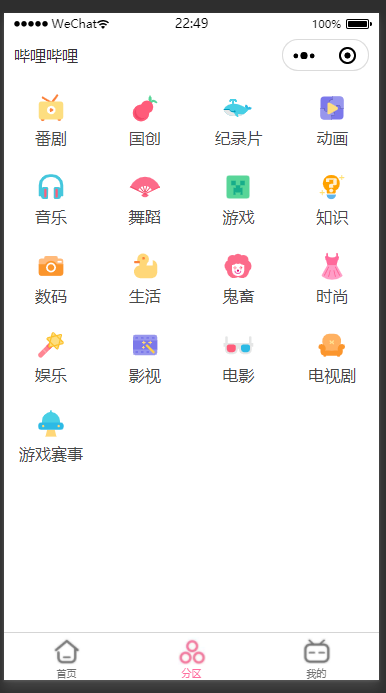 WeChat 22:49 100%
哔哩哔哩
番剧 国创 纪录片 动画
音乐 舞蹈 游戏 知识
数码 生活 鬼畜 时尚
娱乐 影视 电影 电视剧
游戏赛事
首页 分区 我的